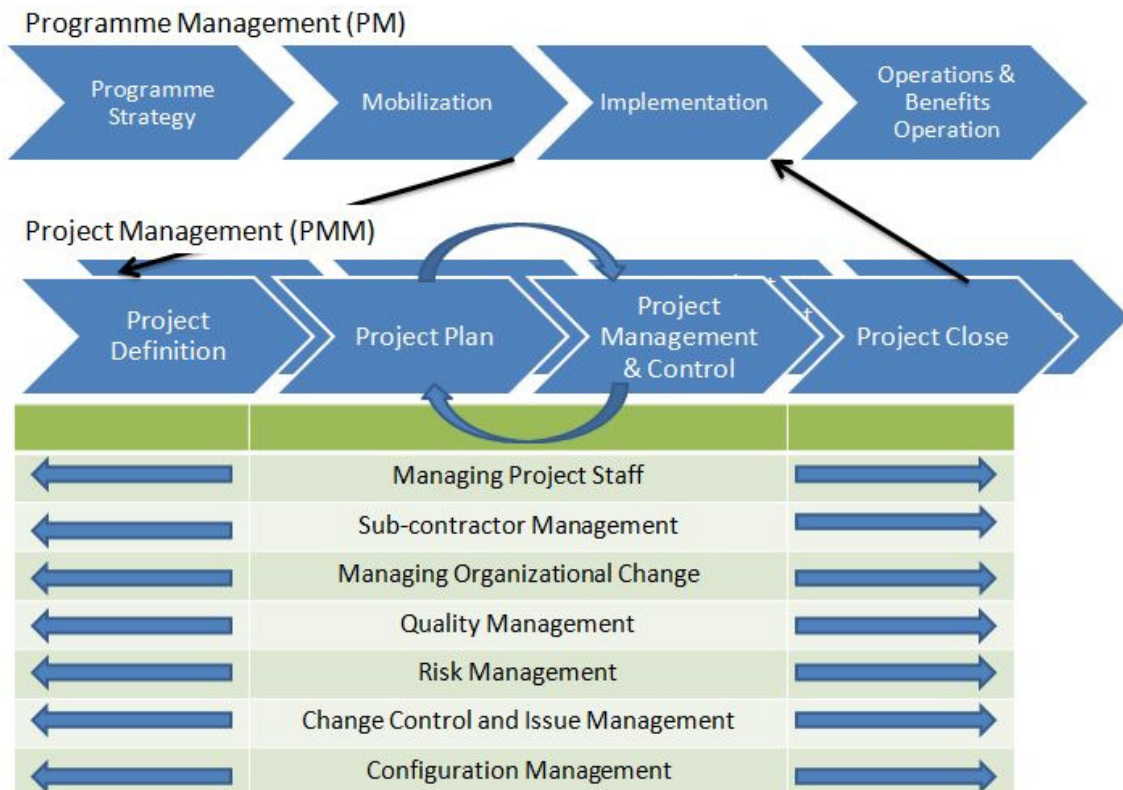 Programme Management (PM)
Programme
Strategy
Mobilization
Implementation
Operations &
Benefits
Operation
Project Management (PMM)
Project
Definition
Project Plan
Project
Management
& Control
Project Close
Managing Project Staff
Sub-contractor Management
Managing Organizational Change
Quality Management
Risk Management
Change Control and Issue Management
Configuration Management